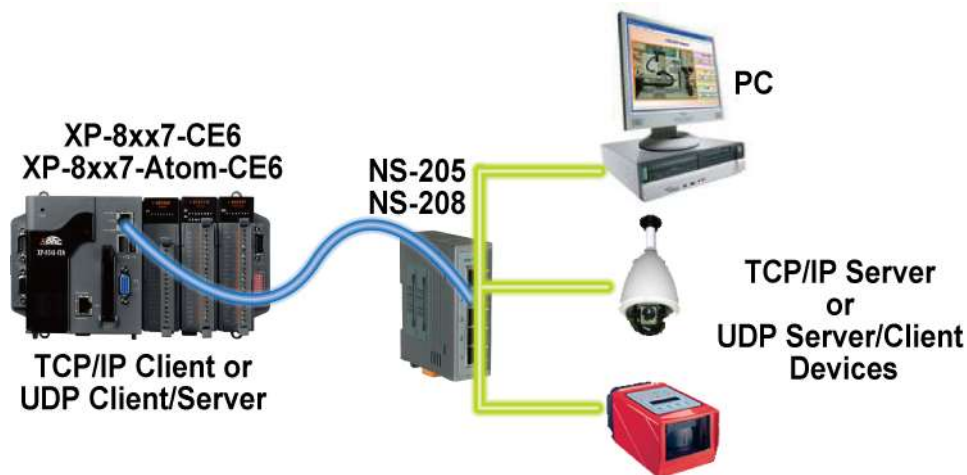 XP-8xx7-CE6
XP-8xx7-Atom-CE6
NS-205
NS-208
PC
TCP/IP Client or
UDP Client/Server
TCP/IP Server
or
UDP Server/Client
Devices